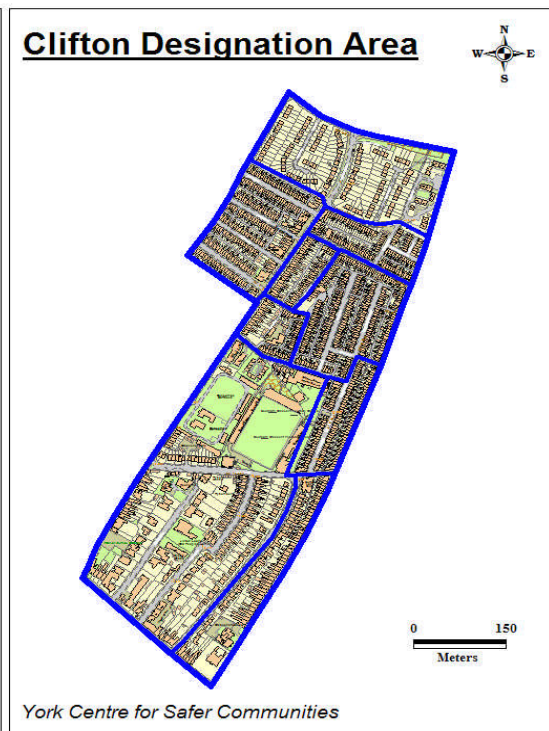 Clifton Designation Area
N
W E
S
0 150
Meters
York Centre for Safer Communities